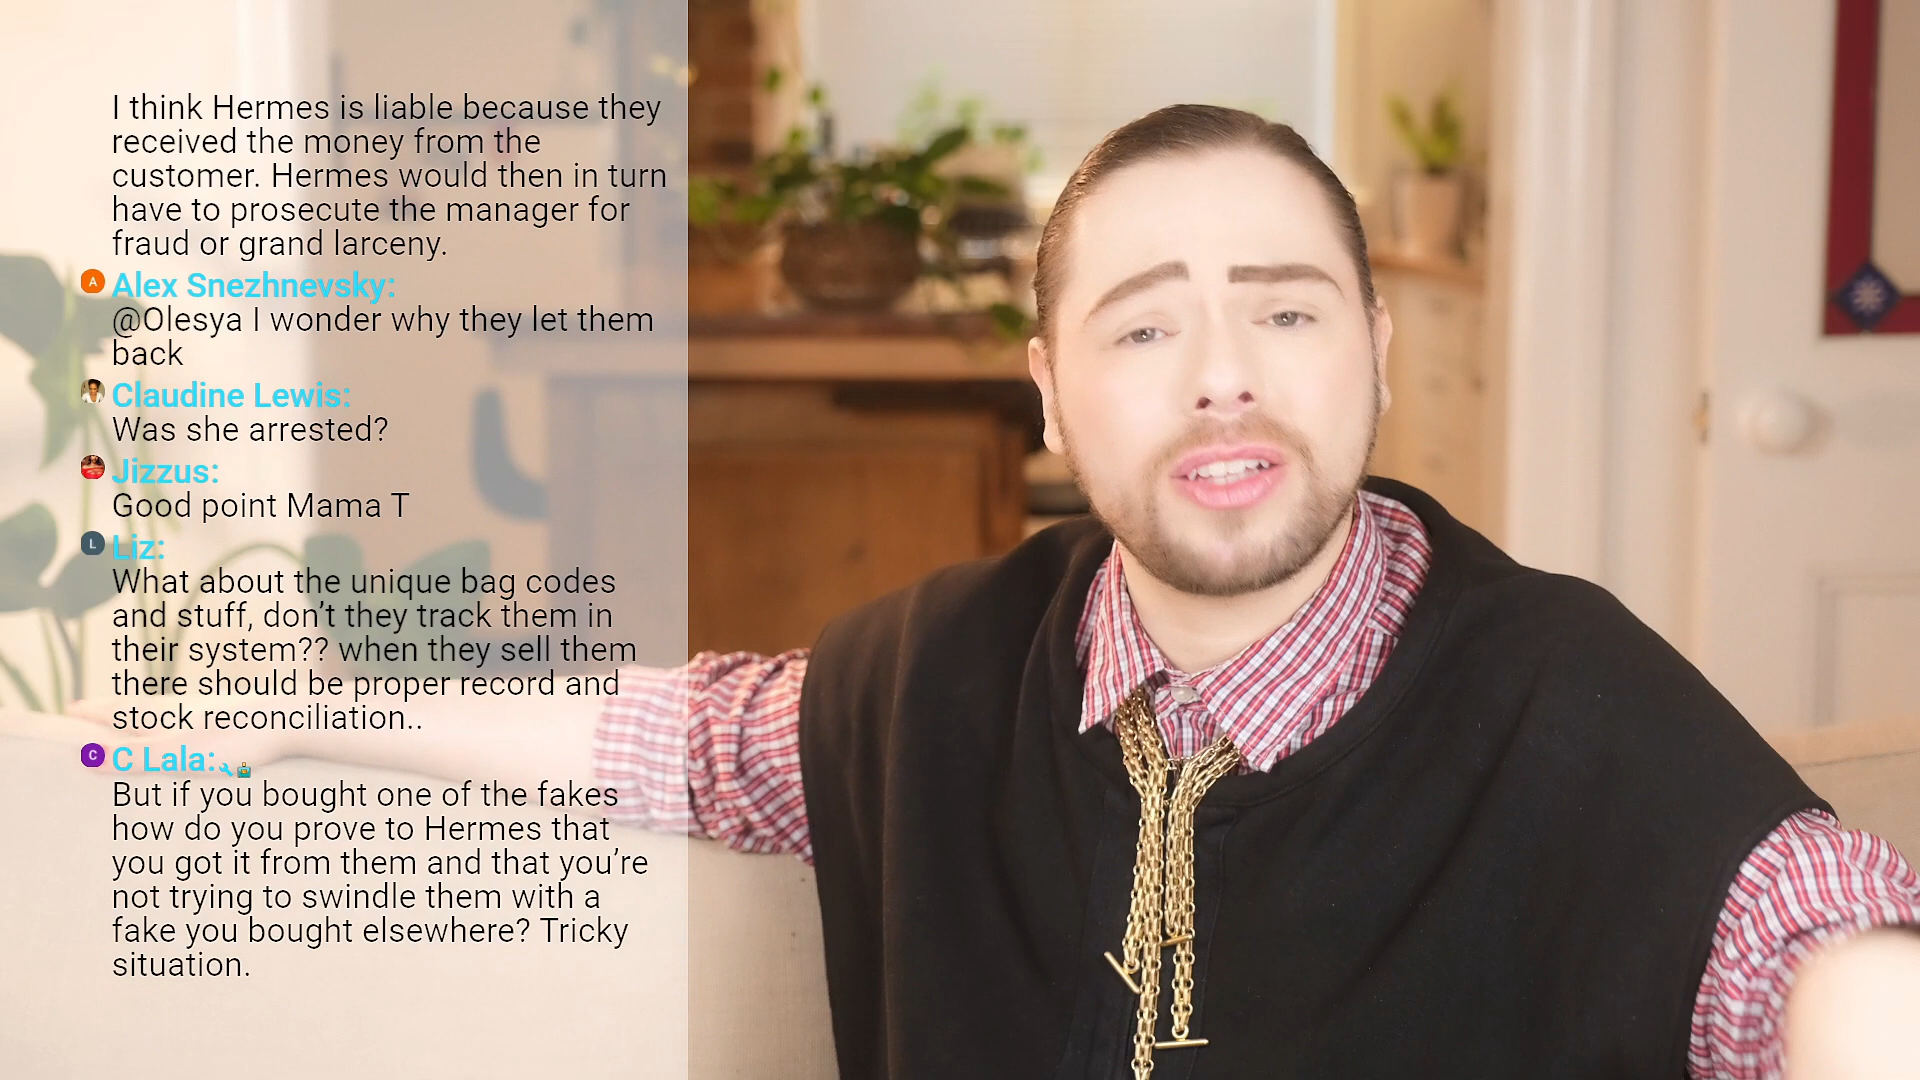 I think Hermes is liable because they
received the money from the
customer. Hermes would then in turn
have to prosecute the manager for
fraud or grand larceny.
A Alex Snezhnevsky:
@Olesya I wonder why they let them
back
Claudine Lewis:
Was she arrested?
Jizzus:
Good point Mama T
L Liz:
What about the unique bag codes
and stuff, don’t they track them in
their system?? when they sell them
there should be proper record and
stock reconciliation..
C C Lala:
But if you bought one of the fakes
how do you prove to Hermes that
you got it from them and that you’re
not trying to swindle them with a
fake you bought elsewhere? Tricky
situation.